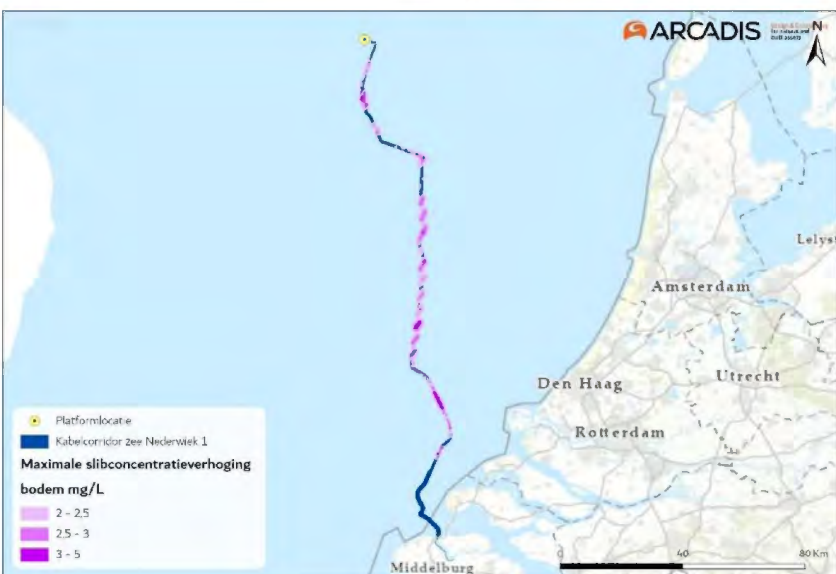 ARCADIS
N
Lelyst
Amsterdam
Utrecht
Den Haag
Rotterdam
Middelburg
Platformlocatie
Kabelcorridor zee Nederwiek 1
Maximale slibconcentratieverhoging
bodem mg/L
2 - 2,5
2,5 - 3
3 - 5
0 40 80 Km